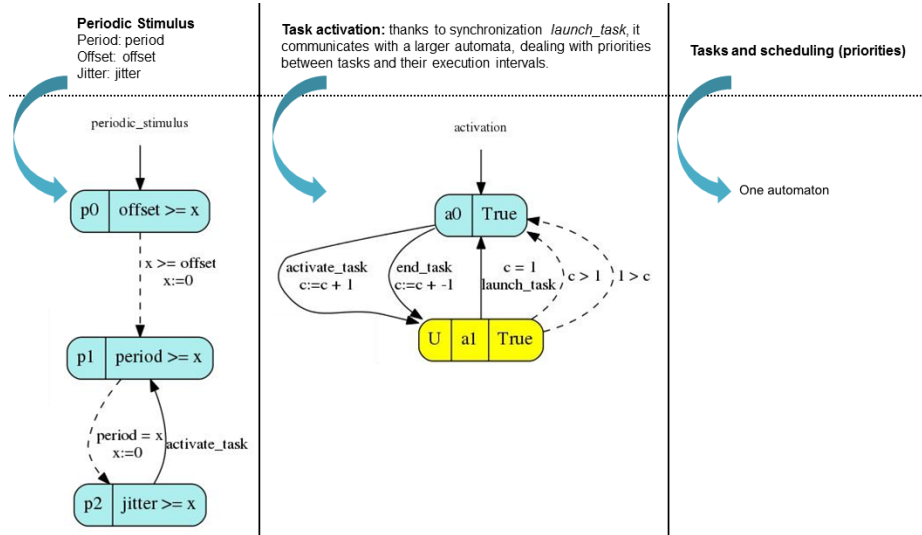 Periodic Stimulus
Period: period
Offset: offset
Jitter: jitter
periodic_stimulus
p0 offset >= x
x >= offset
x:=0
p1 period >= x
period = x
x:=0
activate_task
p2 jitter >= x
Task activation: thanks to synchronization launch_task, it
communicates with a larger automata, dealing with priorities
between tasks and their execution intervals.
activation
a0 True
activate_task
c:=c + 1
end_task
c:=c + -1
c = 1
launch_task
c > 1
1 > c
U a1 True
Tasks and scheduling (priorities)
One automaton